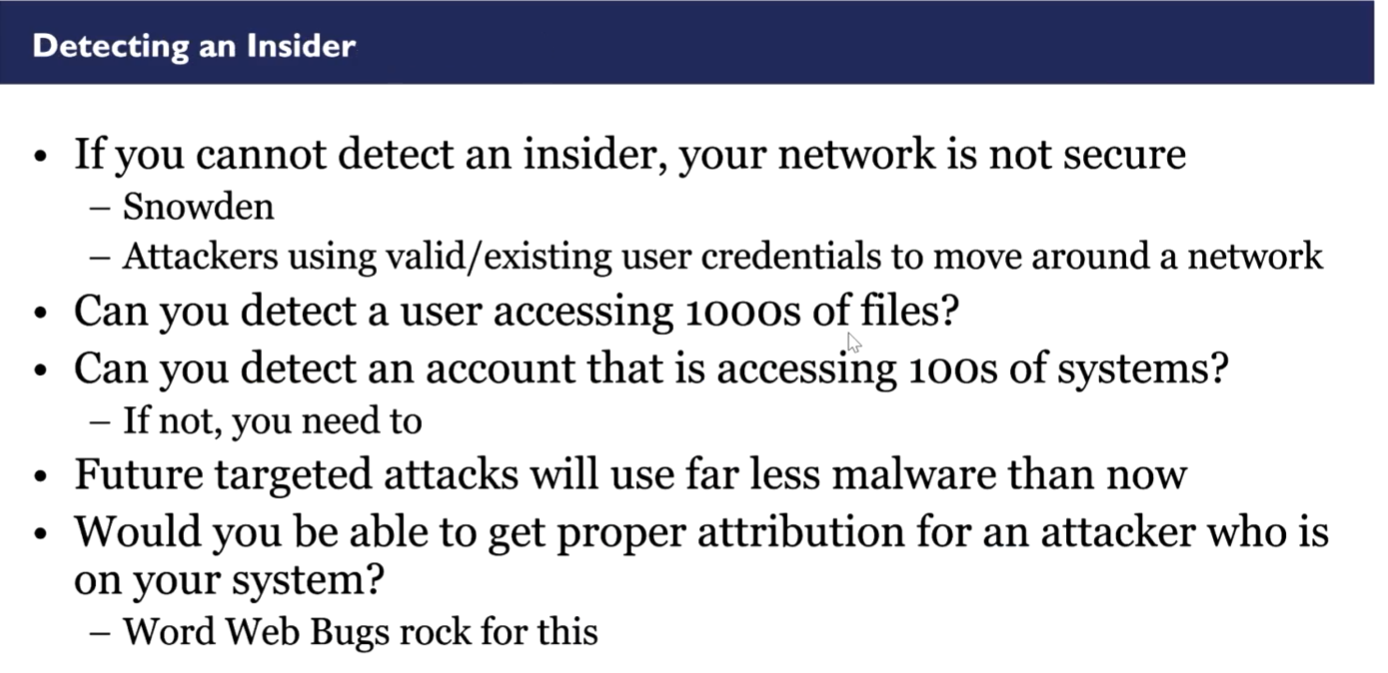 Detecting an Insider
• If you cannot detect an insider, your network is not secure
– Snowden
– Attackers using valid/existing user credentials to move around a network
• Can you detect a user accessing 1000s of files?
• Can you detect an account that is accessing 100s of systems?
– If not, you need to
• Future targeted attacks will use far less malware than now
• Would you be able to get proper attribution for an attacker who is
on your system?
– Word Web Bugs rock for this